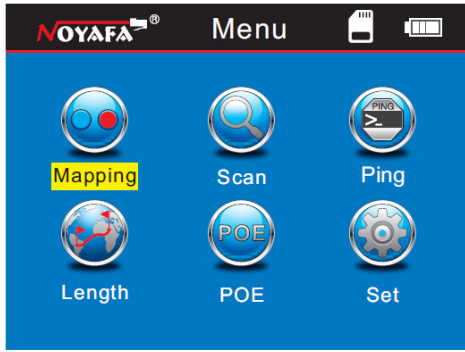 NOYAFA® Menu
PING
>_
Mapping Scan Ping
POE
Length POE Set